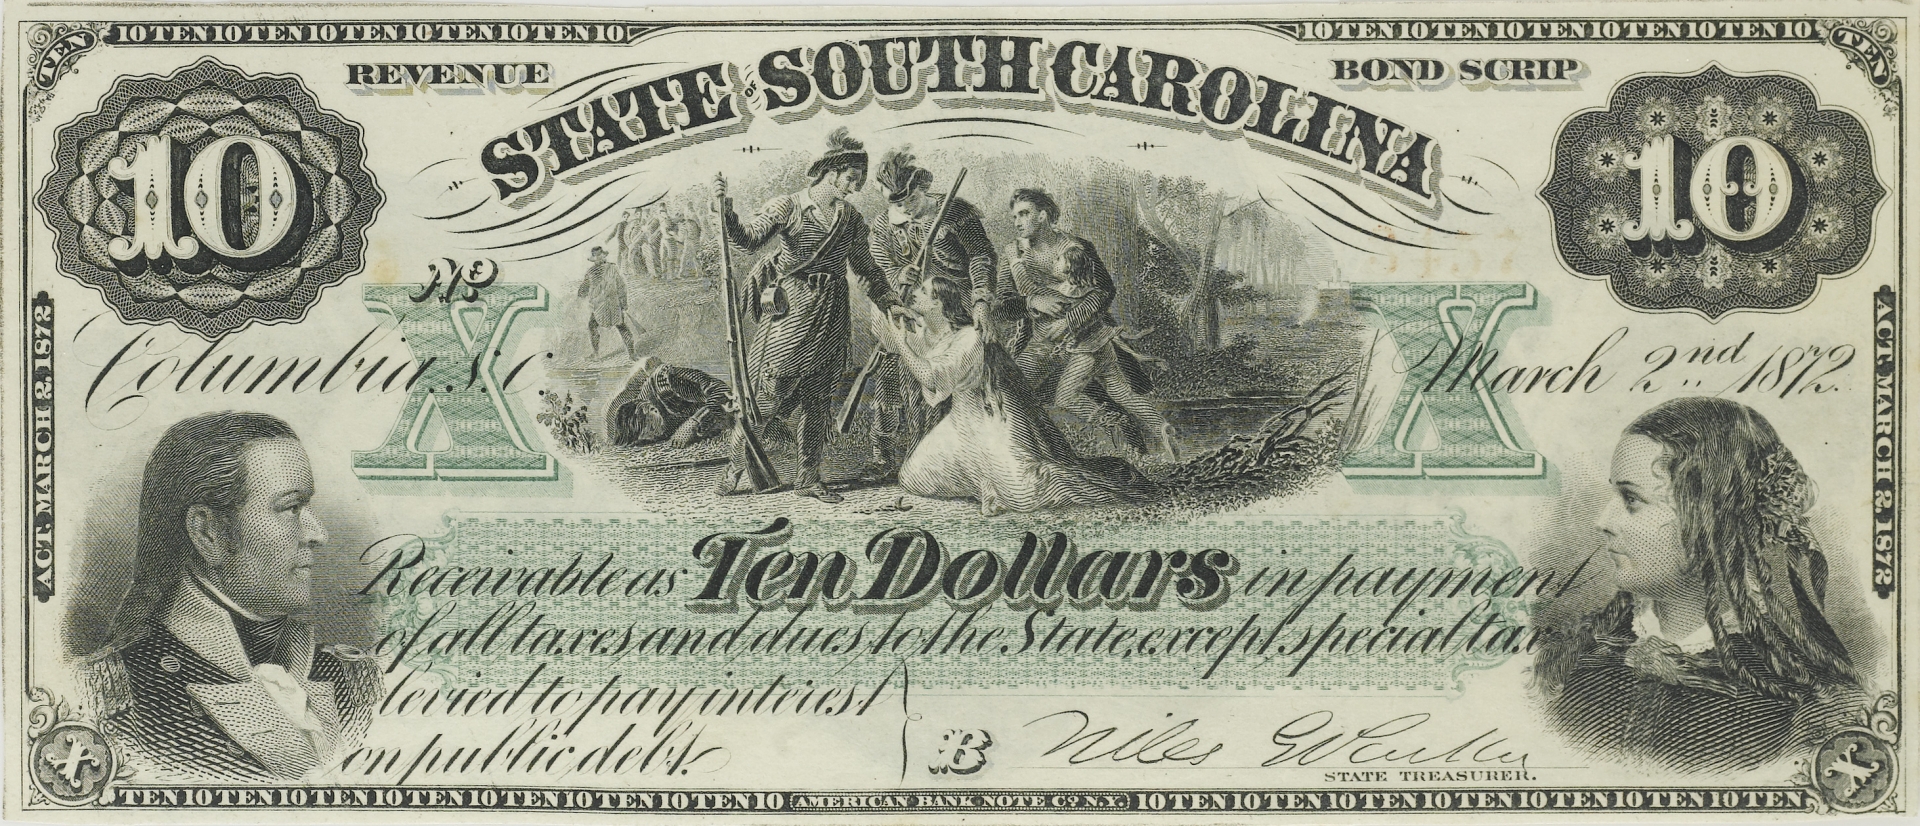 TEN 10TEN10TEN10TEN10TEN10TEN10TEN10 10TEN10TEN10TEN10TEN10TEN10TEN10 TEN
REVENUE BOND SCRIP
STATE OF SOUTH CAROLINA
10 10
No
X X
Columbia, S.C. March 2nd 1872.
ACT. MARCH 2, 1872
ACT. MARCH 2, 1872
Receivable as Ten Dollars in payment
of all taxes and dues to the State, except special tax
levied to pay interest
on public debt.
B Niles G Parker
STATE TREASURER.
X X
TEN10TEN10TEN10TEN10TEN10TEN10TEN10TEN10TEN10 AMERICAN BANK NOTE Co. N.Y. 10TEN10TEN10TEN10TEN10TEN10TEN10TEN10TEN10TEN